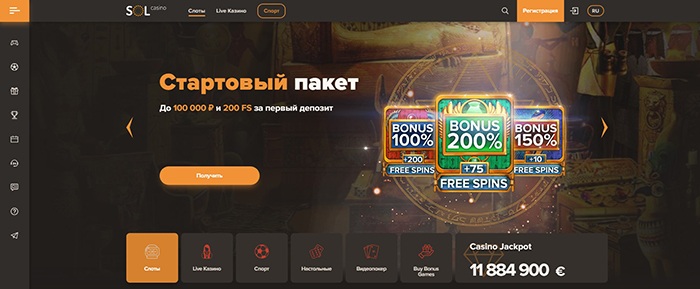 SOL casino
Слоты
Live Казино
Спорт
Регистрация
RU
Стартовый пакет
До 100 000 ₽ и 200 FS за первый депозит
Получить
BONUS
100%
+200
FREE SPINS
BONUS
200%
+75
FREE SPINS
BONUS
150%
+10
FREE SPINS
Слоты
Live Казино
Спорт
Настольные
Видеопокер
Buy Bonus
Games
Casino Jackpot
11 884 900 €